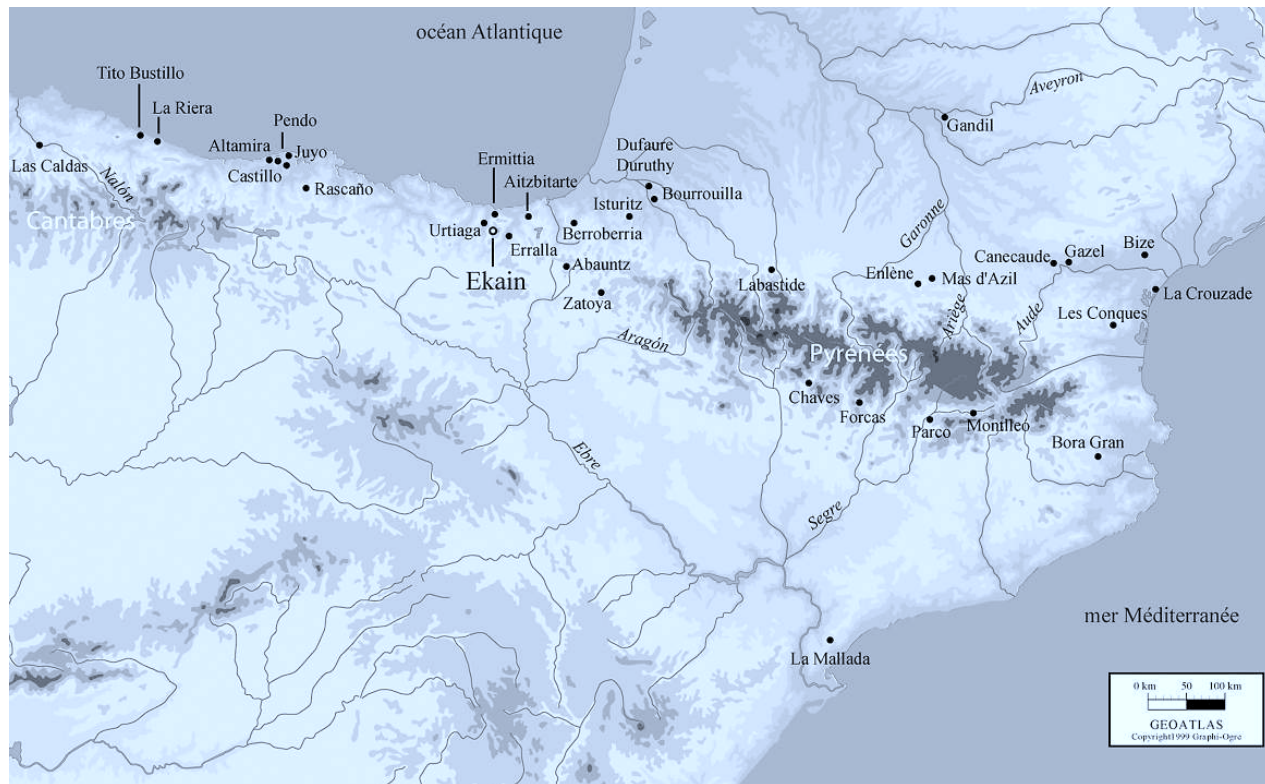 océan Atlantique
Tito Bustillo
La Riera
Pendo
Altamira
Juyo
Las Caldas
Castillo
Rascaño
Nalón
Cantabres
Ermittia
Aitzbitarte
Dufaure
Duruthy
Bourrouilla
Isturitz
Urtiaga
Erralla
Berroberria
Ekain
Abauntz
Zatoya
Labastide
Aveyron
Gandil
Garonne
Canecaude
Gazel
Bize
Enlène
Mas d'Azil
La Crouzade
Les Conques
Ariège
Aude
Aragón
Pyrenées
Chaves
Forcas
Parco
Montlleó
Bora Gran
Ebre
Segre
mer Méditerranée
La Mallada
0 km 50 100 km
GEOATLAS
Copyright1999 Graphi-Ogre